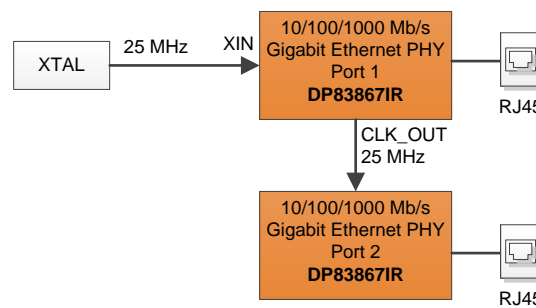 XTAL
25 MHz
XIN
10/100/1000 Mb/s
Gigabit Ethernet PHY
Port 1
DP83867IR
RJ45
CLK_OUT
25 MHz
10/100/1000 Mb/s
Gigabit Ethernet PHY
Port 2
DP83867IR
RJ45